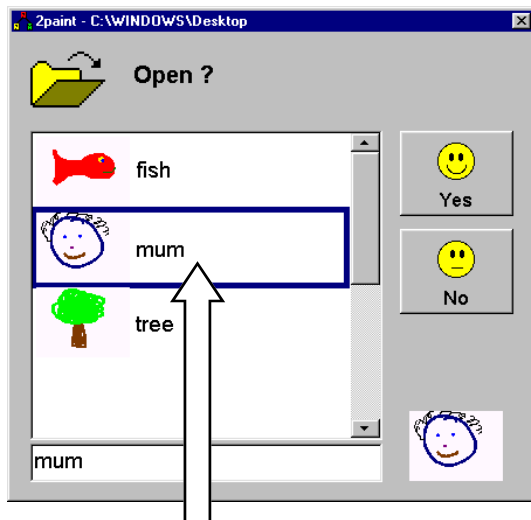 2paint - C:\WINDOWS\Desktop
Open ?
fish
Yes
mum
No
tree
mum